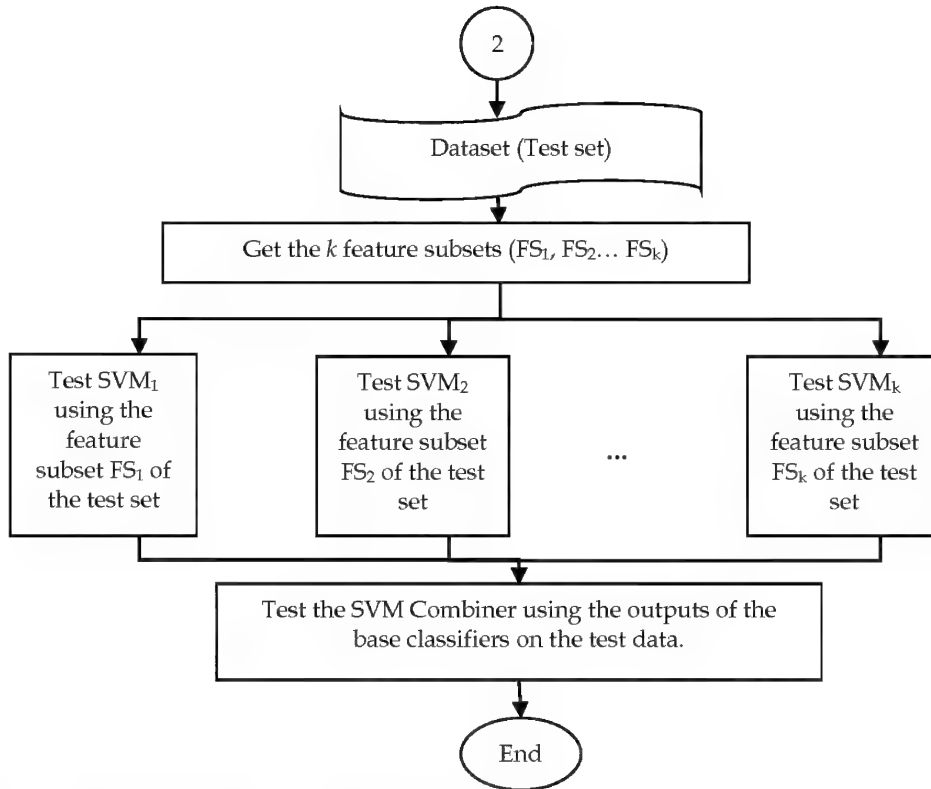 2
Dataset (Test set)
Get the k feature subsets (FS₁, FS₂… FSₖ)
Test SVM₁
using the
feature
subset FS₁ of
the test set
Test SVM₂
using the
feature subset
FS₂ of the test
set
...
Test SVMₖ
using the
feature subset
FSₖ of the test
set
Test the SVM Combiner using the outputs of the
base classifiers on the test data.
End